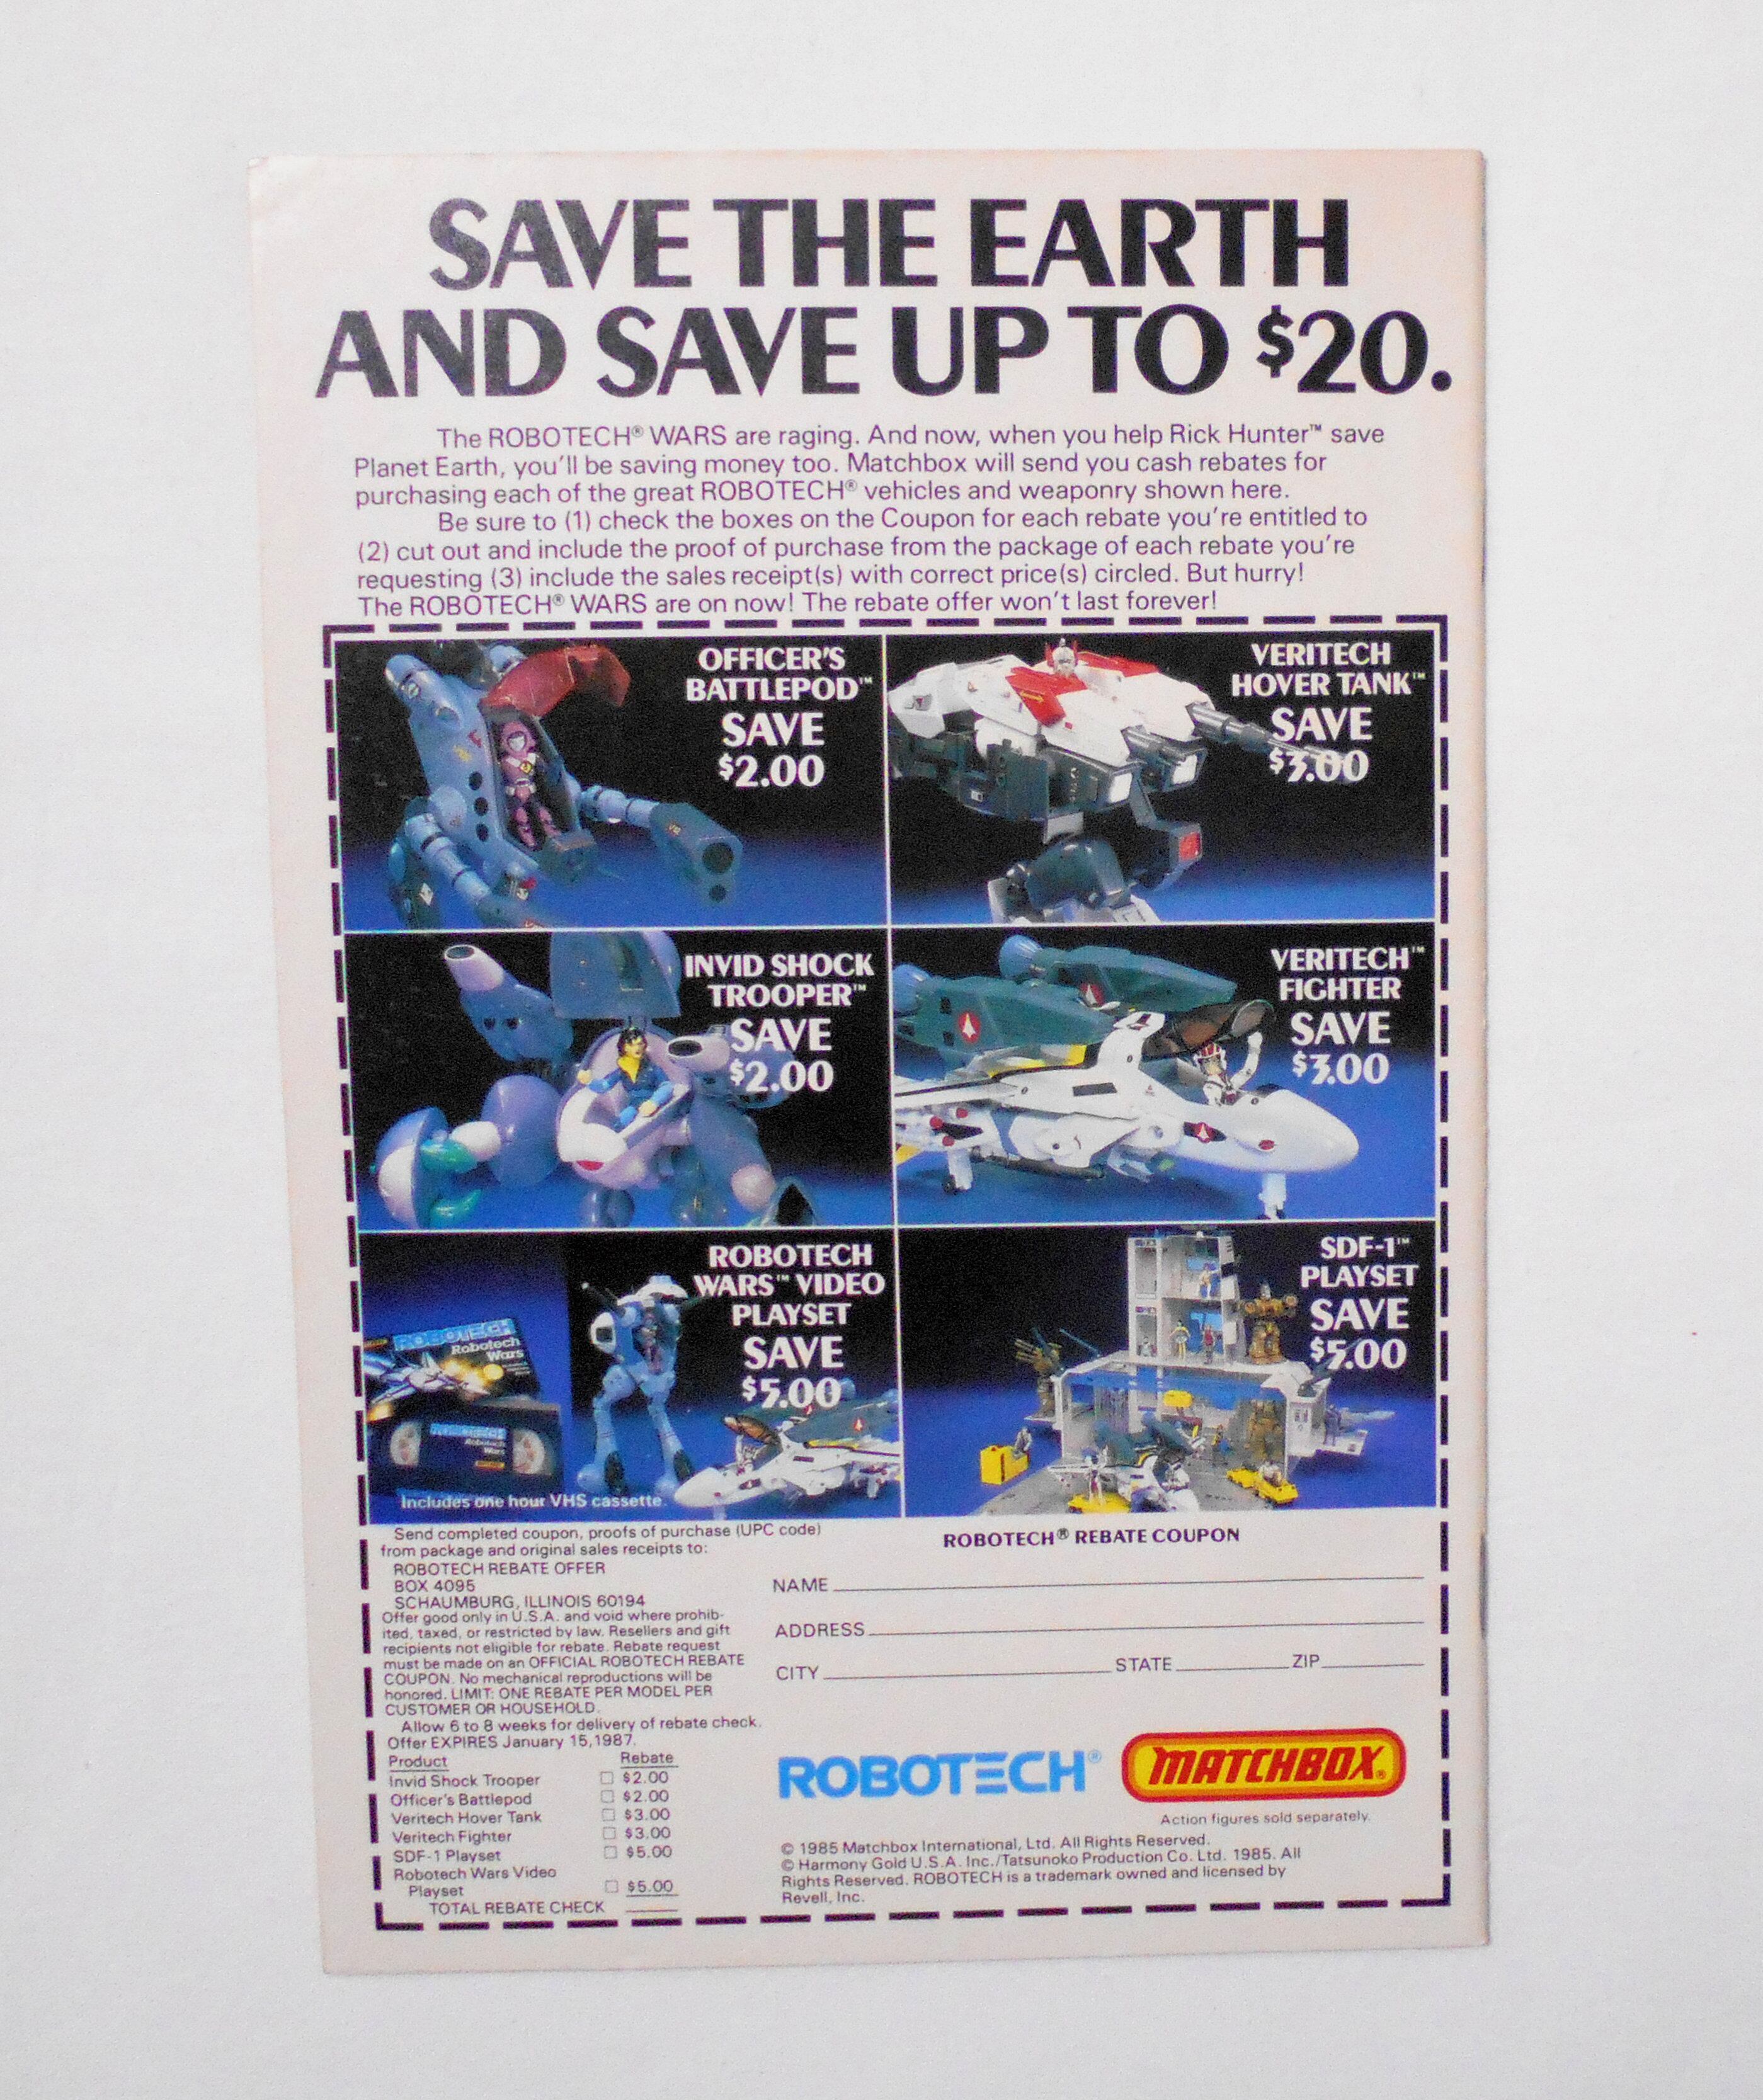 SAVE THE EARTH
AND SAVE UP TO $20.
The ROBOTECH® WARS are raging. And now, when you help Rick Hunter™ save
Planet Earth, you'll be saving money too. Matchbox will send you cash rebates for
purchasing each of the great ROBOTECH® vehicles and weaponry shown here.
Be sure to (1) check the boxes on the Coupon for each rebate you're entitled to
(2) cut out and include the proof of purchase from the package of each rebate you're
requesting (3) include the sales receipt(s) with correct price(s) circled. But hurry!
The ROBOTECH® WARS are on now! The rebate offer won't last forever!
OFFICER'S
BATTLEPOD™
SAVE
$2.00
VERITECH
HOVER TANK™
SAVE
$3.00
INVID SHOCK
TROOPER™
SAVE
$2.00
VERITECH™
FIGHTER
SAVE
$3.00
ROBOTECH
WARS™ VIDEO
PLAYSET
SAVE
$5.00
ROBOTECH
Robotech
Wars
Robotech
Wars
Includes one hour VHS cassette.
SDF-1™
PLAYSET
SAVE
$5.00
Send completed coupon, proofs of purchase (UPC code)
from package and original sales receipts to:
ROBOTECH REBATE OFFER
BOX 4095
SCHAUMBURG, ILLINOIS 60194
Offer good only in U.S.A. and void where prohib-
ited, taxed, or restricted by law. Resellers and gift
recipients not eligible for rebate. Rebate request
must be made on an OFFICIAL ROBOTECH REBATE
COUPON. No mechanical reproductions will be
honored. LIMIT: ONE REBATE PER MODEL PER
CUSTOMER OR HOUSEHOLD.
Allow 6 to 8 weeks for delivery of rebate check.
Offer EXPIRES January 15, 1987.
Product Rebate
Invid Shock Trooper $2.00
Officer's Battlepod $2.00
Veritech Hover Tank $3.00
Veritech Fighter $3.00
SDF-1 Playset $5.00
Robotech Wars Video
Playset $5.00
TOTAL REBATE CHECK
ROBOTECH® REBATE COUPON
NAME
ADDRESS
CITY STATE ZIP
ROBOTECH®
MATCHBOX®
Action figures sold separately.
© 1985 Matchbox International, Ltd. All Rights Reserved.
© Harmony Gold U.S.A. Inc./Tatsunoko Production Co. Ltd. 1985. All
Rights Reserved. ROBOTECH is a trademark owned and licensed by
Revell, Inc.